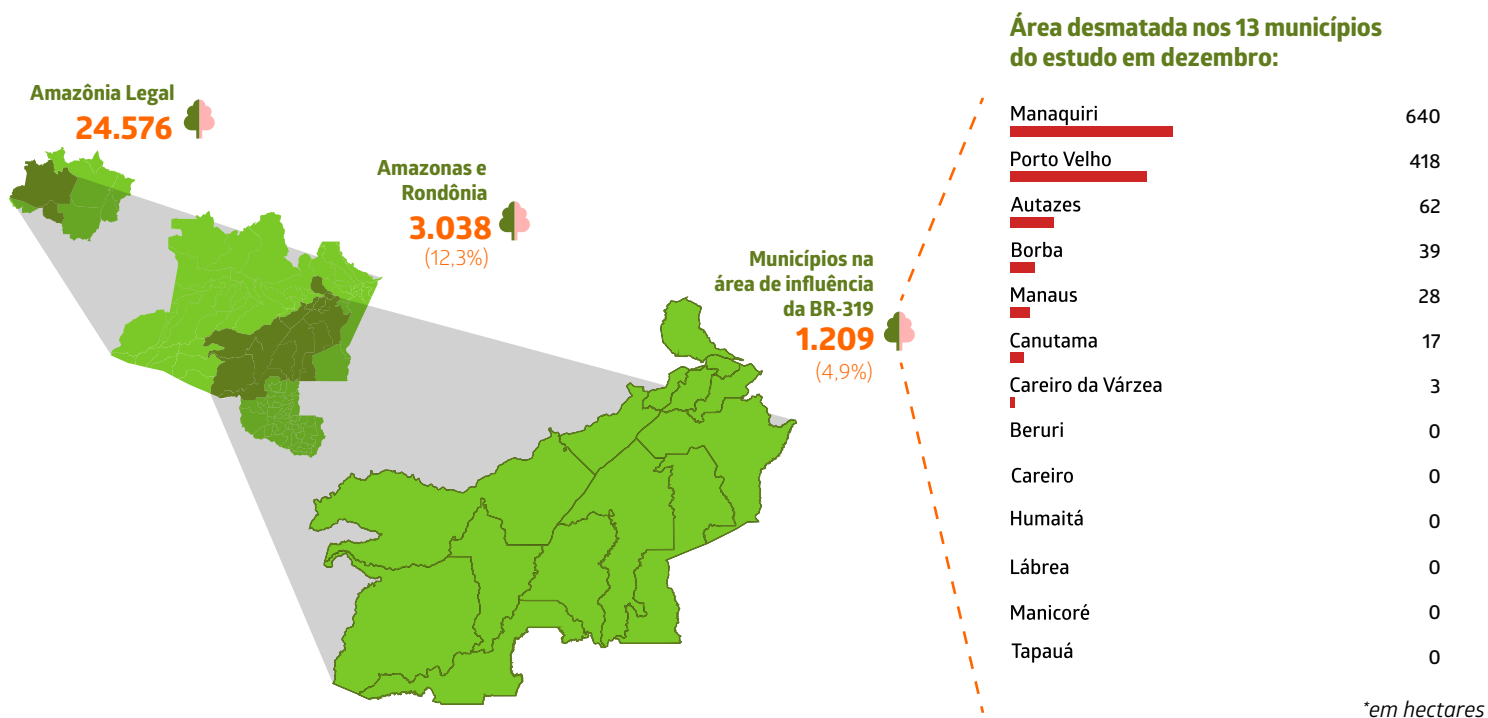 Amazônia Legal
24.576
Amazonas e
Rondônia
3.038
(12,3%)
Municípios na
área de influência
da BR-319
1.209
(4,9%)
Área desmatada nos 13 municípios
do estudo em dezembro:
Manaquiri 640
Porto Velho 418
Autazes 62
Borba 39
Manaus 28
Canutama 17
Careiro da Várzea 3
Beruri 0
Careiro 0
Humaitá 0
Lábrea 0
Manicoré 0
Tapauá 0
*em hectares